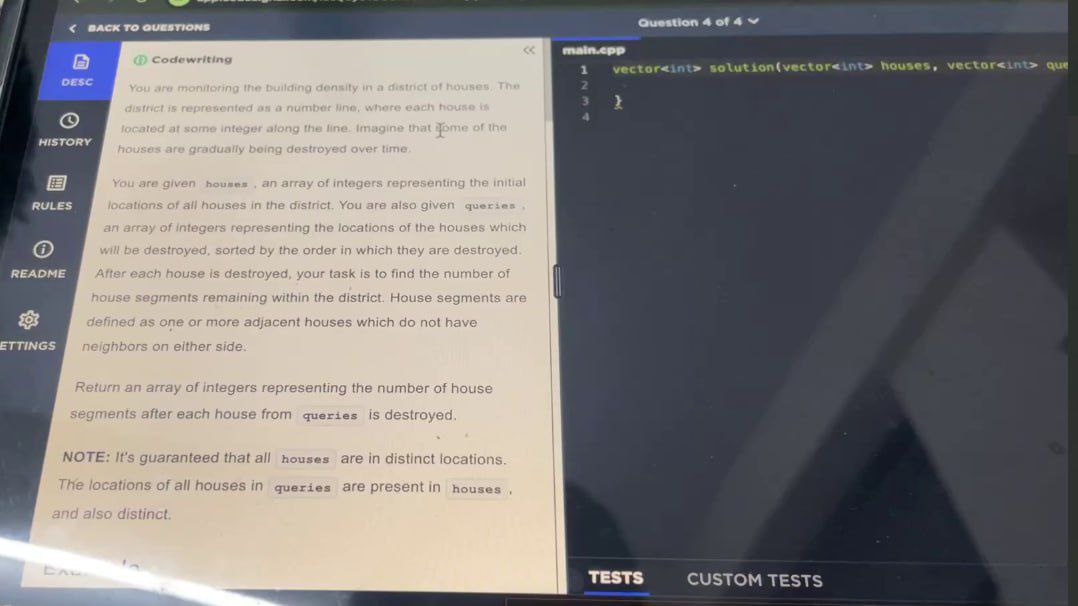 BACK TO QUESTIONS
Question 4 of 4
DESC
HISTORY
RULES
README
ETTINGS
Codewriting
You are monitoring the building density in a district of houses. The
district is represented as a number line, where each house is
located at some integer along the line. Imagine that some of the
houses are gradually being destroyed over time.
You are given houses , an array of integers representing the initial
locations of all houses in the district. You are also given queries ,
an array of integers representing the locations of the houses which
will be destroyed, sorted by the order in which they are destroyed.
After each house is destroyed, your task is to find the number of
house segments remaining within the district. House segments are
defined as one or more adjacent houses which do not have
neighbors on either side.
Return an array of integers representing the number of house
segments after each house from queries is destroyed.
NOTE: It's guaranteed that all houses are in distinct locations.
The locations of all houses in queries are present in houses ,
and also distinct.
main.cpp
1 vector<int> solution(vector<int> houses, vector<int> que
2
3 }
4
TESTS
CUSTOM TESTS